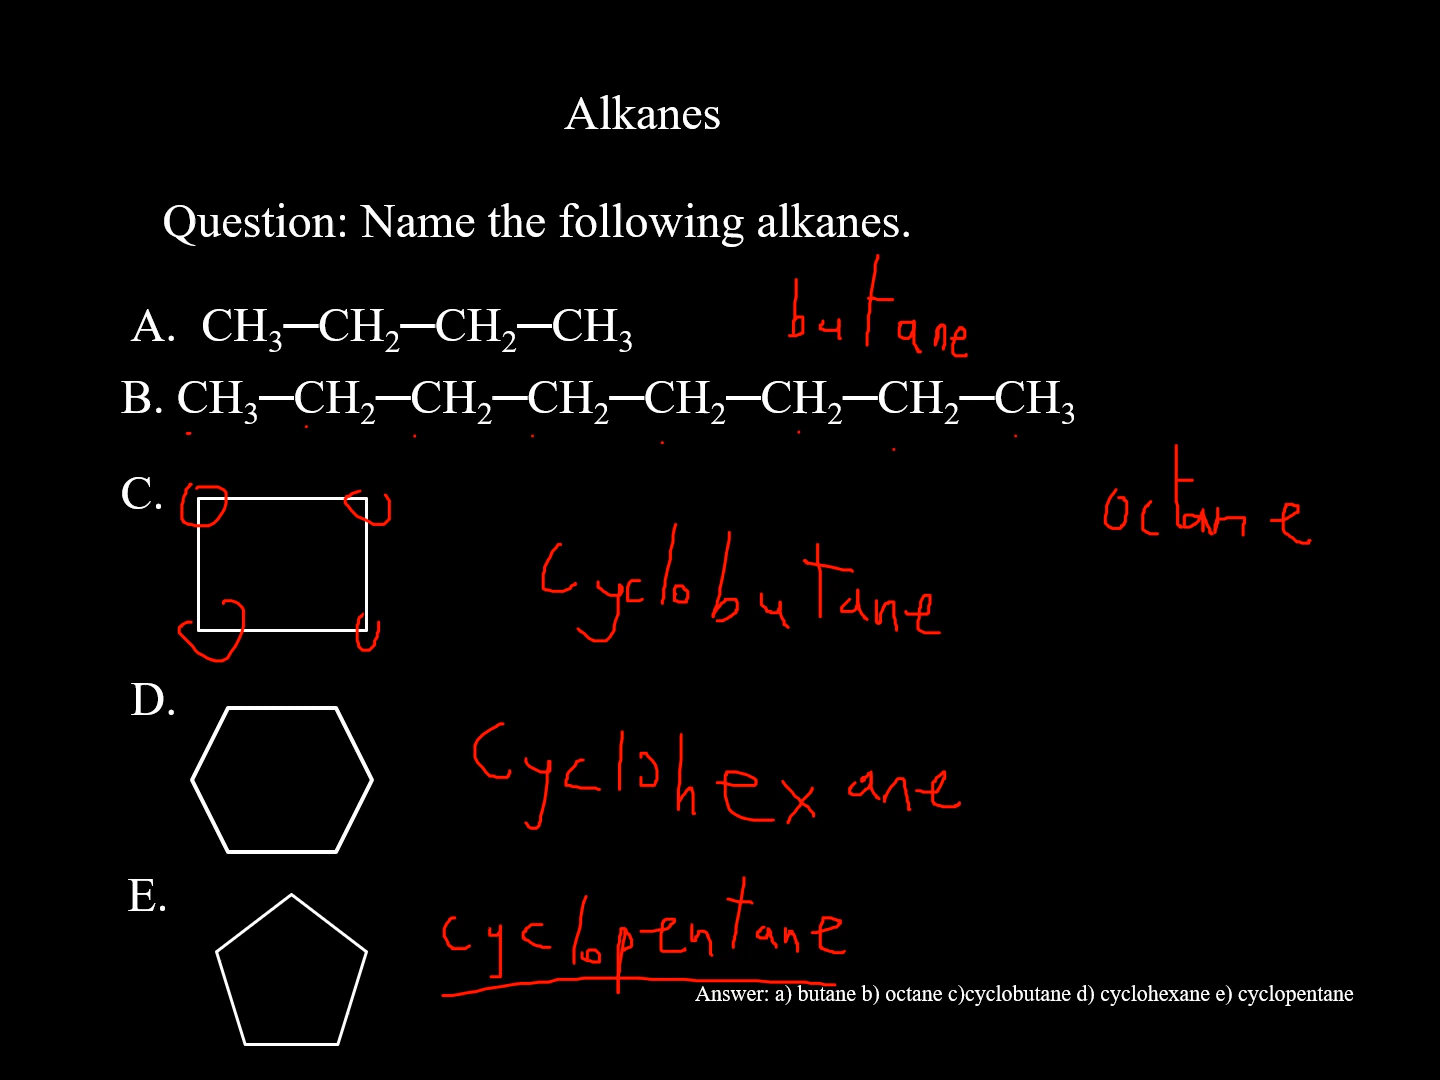 Alkanes
Question: Name the following alkanes.
A. CH₃─CH₂─CH₂─CH₃ butane
B. CH₃─CH₂─CH₂─CH₂─CH₂─CH₂─CH₂─CH₃
octane
C. cyclobutane
D. cyclohexane
E. cyclopentane
Answer: a) butane b) octane c)cyclobutane d) cyclohexane e) cyclopentane